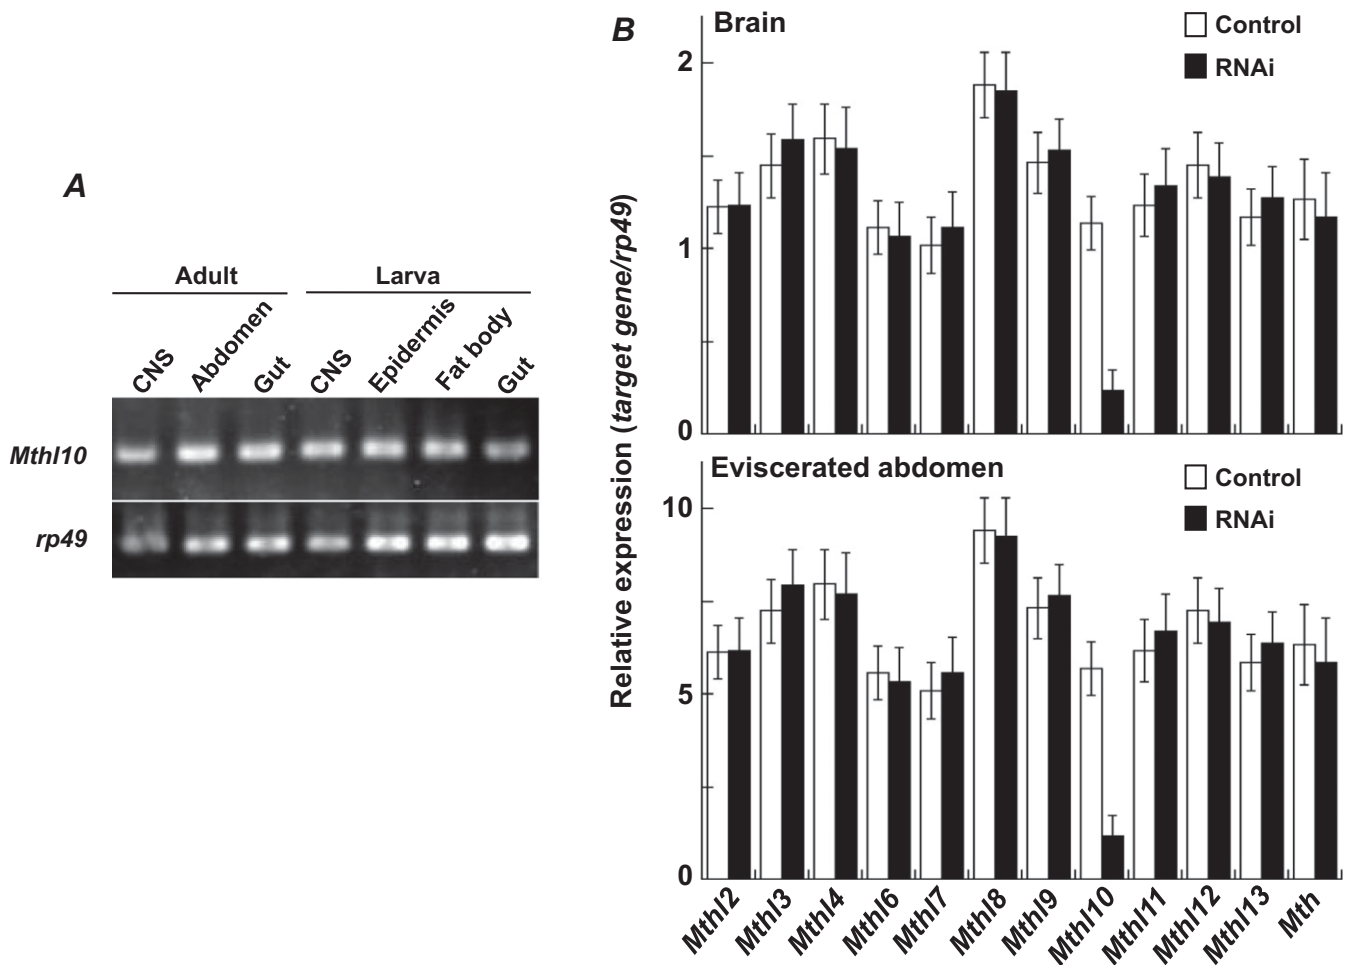 A
Adult Larva
CNS Abdomen Gut CNS Epidermis Fat body Gut
Mthl10
rp49
B
Brain
Control
RNAi
2
1
0
Relative expression (target gene/rp49)
Eviscerated abdomen
Control
RNAi
10
5
0
Mthl2 Mthl3 Mthl4 Mthl6 Mthl7 Mthl8 Mthl9 Mthl10 Mthl11 Mthl12 Mthl13 Mth